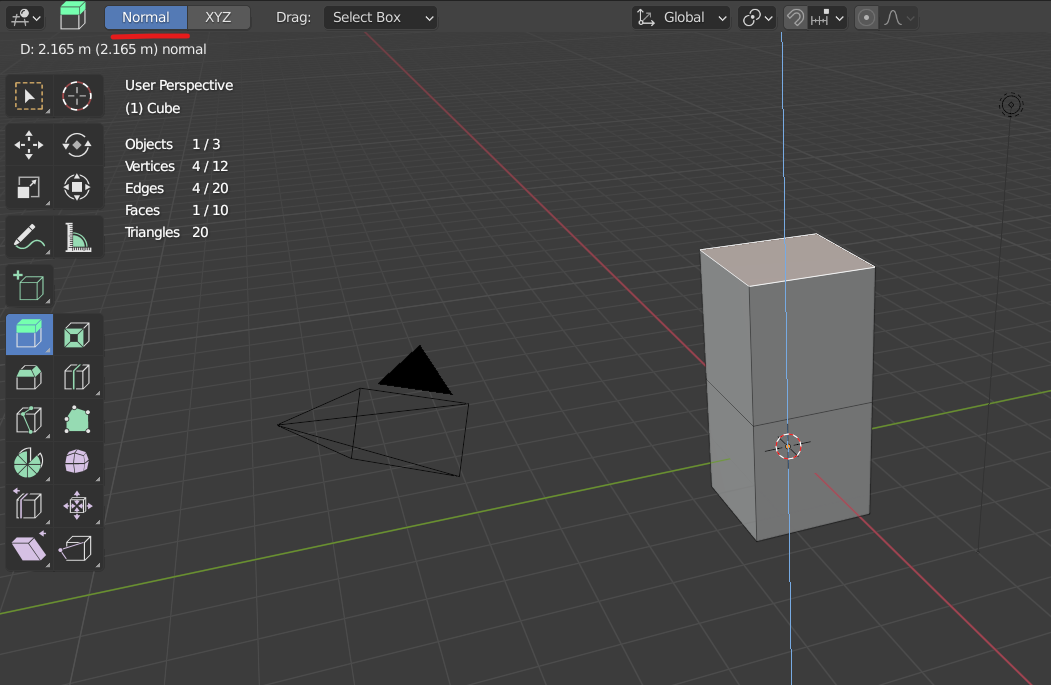 Normal XYZ Drag: Select Box Global
D: 2.165 m (2.165 m) normal
User Perspective
(1) Cube
Objects 1 / 3
Vertices 4 / 12
Edges 4 / 20
Faces 1 / 10
Triangles 20